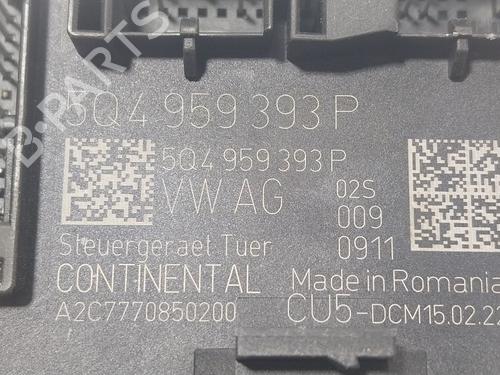 5Q4 959 393 P
5Q4 959 393 P
VW AG
02S
009
Steuergeraet Tuer
0911
CONTINENTAL
Made in Romania
A2C7770850200
CU5-DCM15.02.22